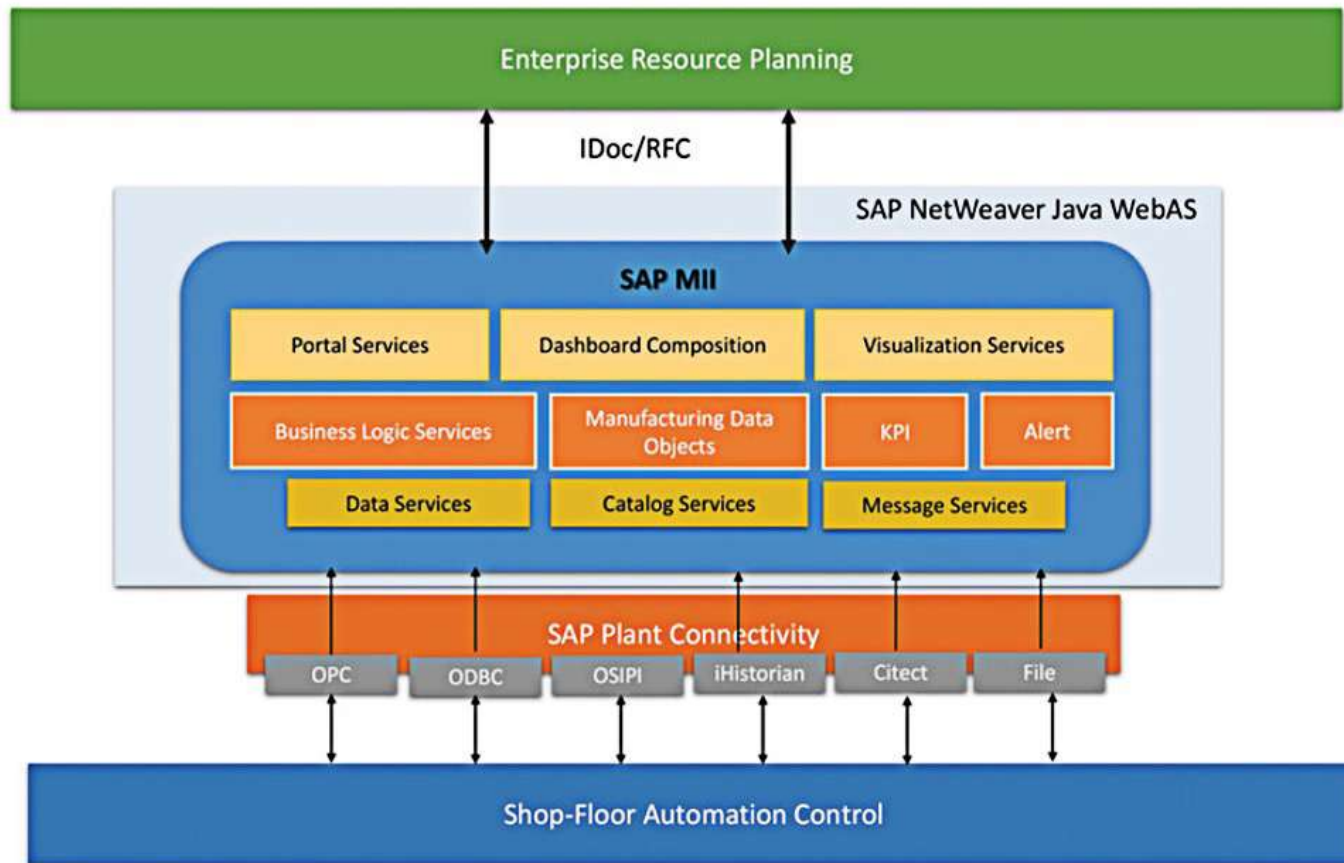 Enterprise Resource Planning
IDoc/RFC
SAP NetWeaver Java WebAS
SAP MII
Portal Services
Dashboard Composition
Visualization Services
Business Logic Services
Manufacturing Data
Objects
KPI
Alert
Data Services
Catalog Services
Message Services
SAP Plant Connectivity
OPC
ODBC
OSIPI
iHistorian
Citect
File
Shop-Floor Automation Control